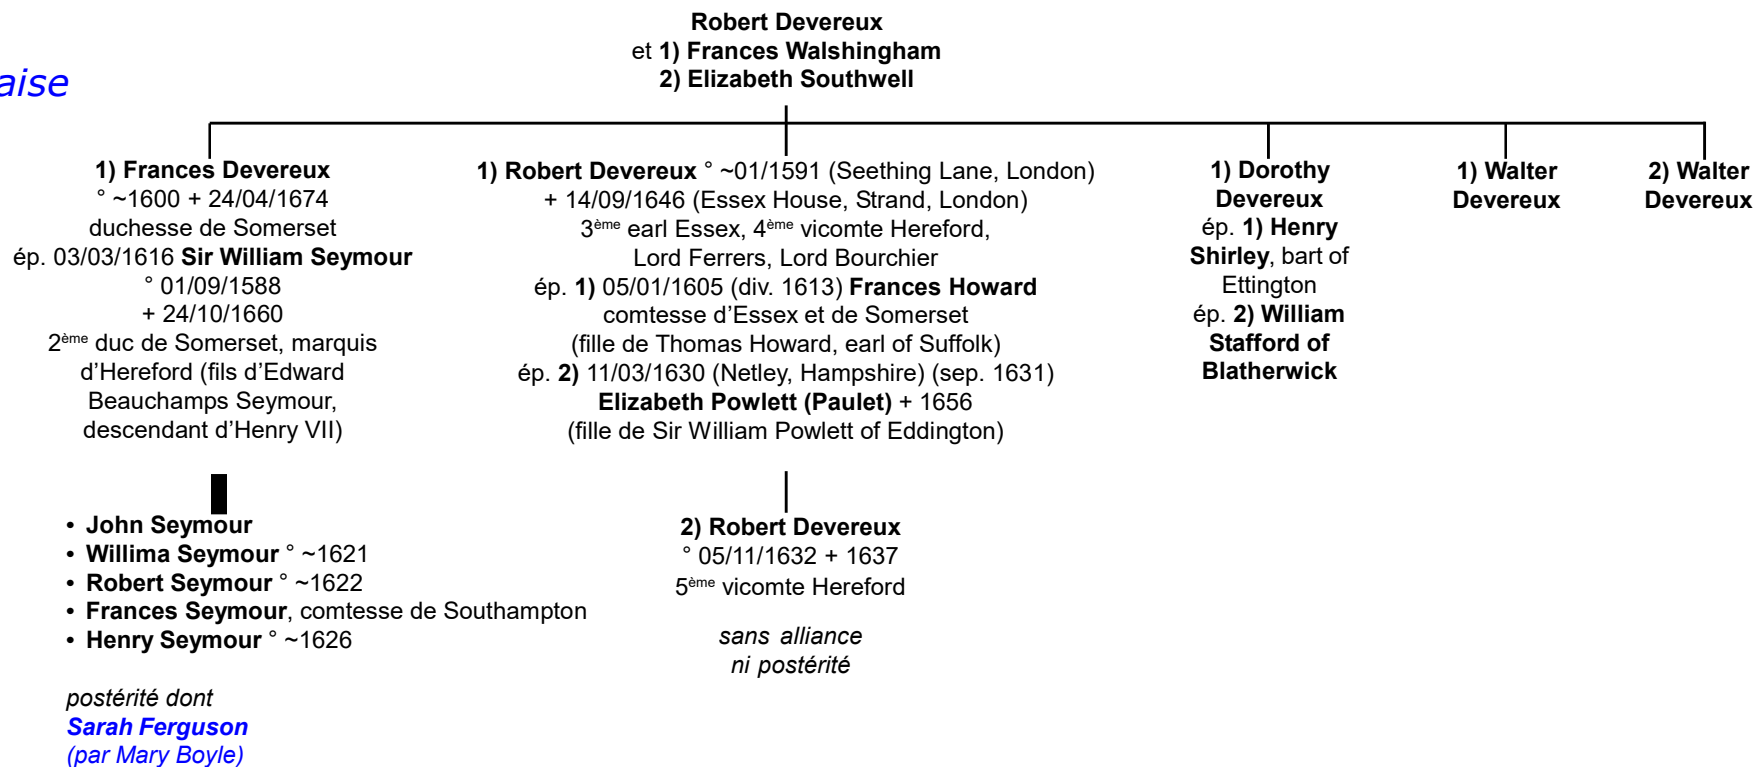 Robert Devereux
et 1) Frances Walshingham
2) Elizabeth Southwell
aise
1) Frances Devereux
° ~1600 + 24/04/1674
duchesse de Somerset
ép. 03/03/1616 Sir William Seymour
° 01/09/1588
+ 24/10/1660
2ème duc de Somerset, marquis
d'Hereford (fils d'Edward
Beauchamps Seymour,
descendant d'Henry VII)
1) Robert Devereux ° ~01/1591 (Seething Lane, London)
+ 14/09/1646 (Essex House, Strand, London)
3ème earl Essex, 4ème vicomte Hereford,
Lord Ferrers, Lord Bourchier
ép. 1) 05/01/1605 (div. 1613) Frances Howard
comtesse d’Essex et de Somerset
(fille de Thomas Howard, earl of Suffolk)
ép. 2) 11/03/1630 (Netley, Hampshire) (sep. 1631)
Elizabeth Powlett (Paulet) + 1656
(fille de Sir William Powlett of Eddington)
1) Dorothy
Devereux
ép. 1) Henry
Shirley, bart of
Ettington
ép. 2) William
Stafford of
Blatherwick
1) Walter
Devereux
2) Walter
Devereux
• John Seymour
• Willima Seymour ° ~1621
• Robert Seymour ° ~1622
• Frances Seymour, comtesse de Southampton
• Henry Seymour ° ~1626
postérité dont
Sarah Ferguson
(par Mary Boyle)
2) Robert Devereux
° 05/11/1632 + 1637
5ème vicomte Hereford
sans alliance
ni postérité